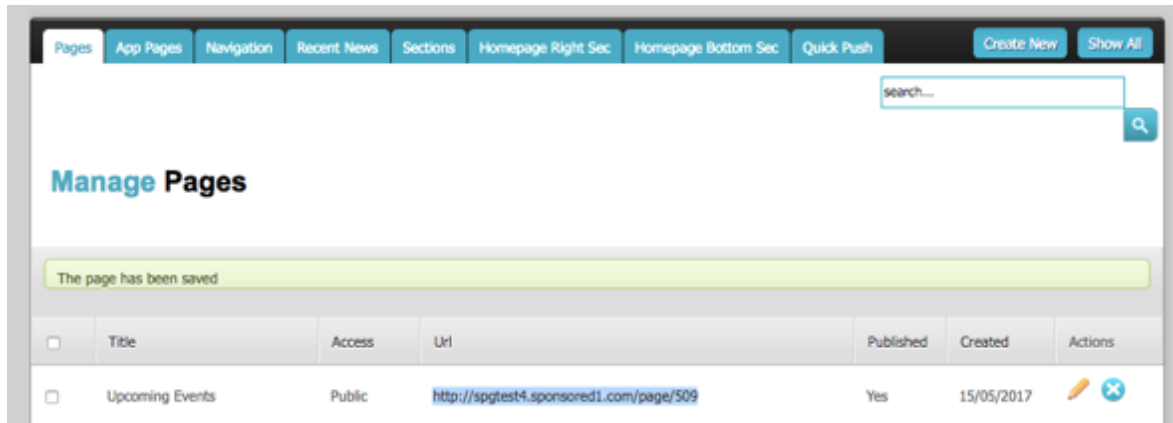 Pages App Pages Navigation Recent News Sections Homepage Right Sec Homepage Bottom Sec Quick Push Create New Show All
search...
Manage Pages
The page has been saved
Title Access Url Published Created Actions
Upcoming Events Public http://spgtest4.sponsored1.com/page/509 Yes 15/05/2017